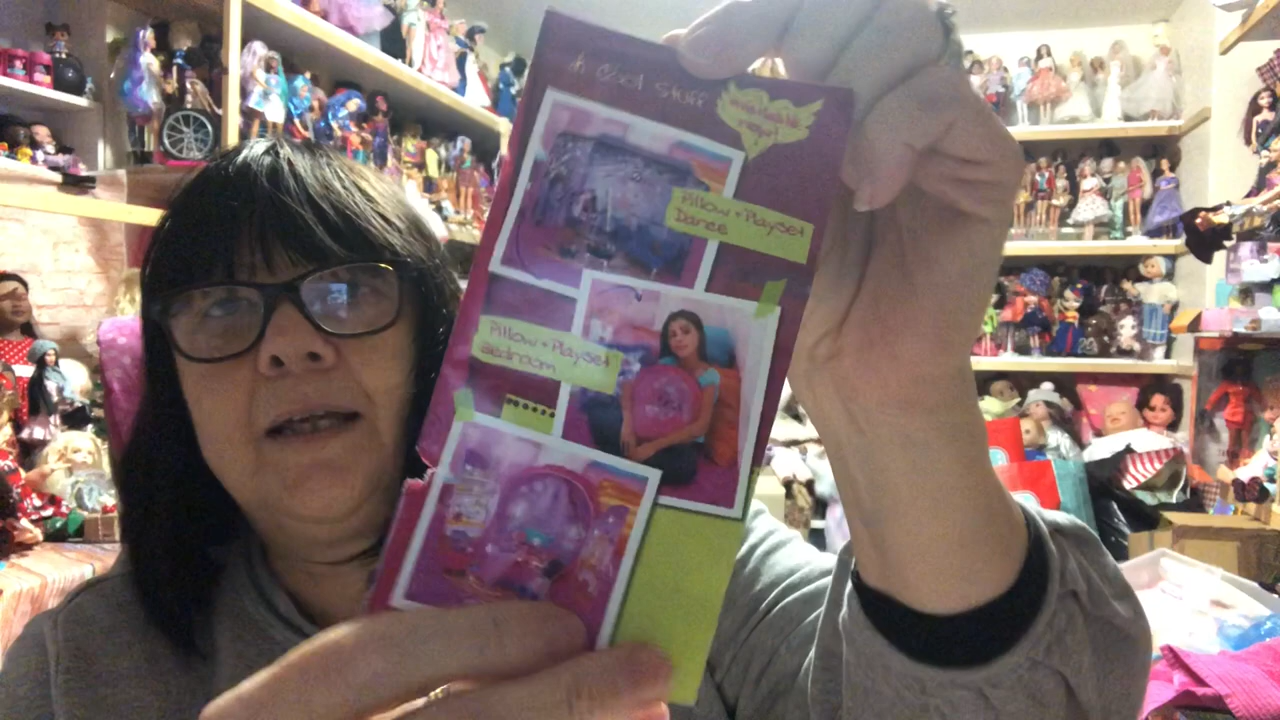 & cool stuff
Pillow + Playset
Dance
Pillow + Playset
Bedroom